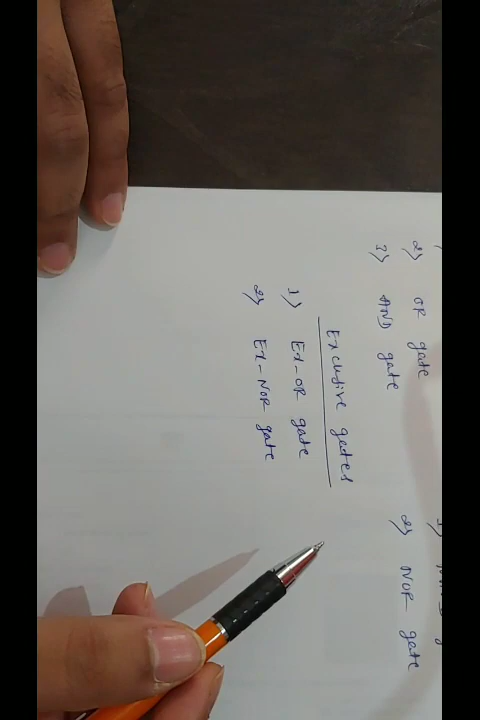 2) OR gate
3) AND gate
2) NOR gate
Exclusive gates
1) Ex-OR gate
2) Ex-NOR gate